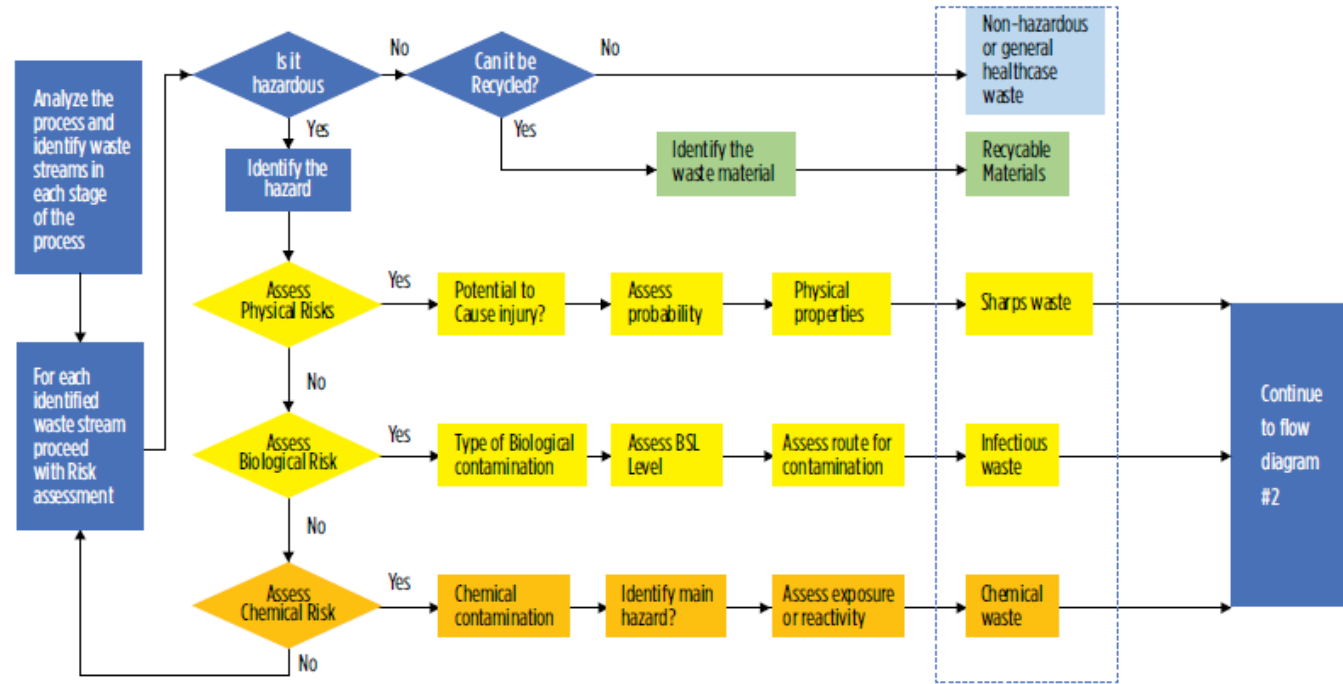 Analyze the
process and
identify waste
streams in
each stage
of the
process
For each
identified
waste stream
proceed
with Risk
assessment
Is it
hazardous
No
Can it be
Recycled?
No
Non-hazardous
or general
healthcase
waste
Yes
Identify the
hazard
Yes
Identify the
waste material
Recycable
Materials
Assess
Physical Risks
Yes
Potential to
Cause injury?
Assess
probability
Physical
properties
Sharps waste
No
Assess
Biological Risk
Yes
Type of Biological
contamination
Assess BSL
Level
Assess route for
contamination
Infectious
waste
No
Assess
Chemical Risk
Yes
Chemical
contamination
Identify main
hazard?
Assess exposure
or reactivity
Chemical
waste
No
Continue
to flow
diagram
#2